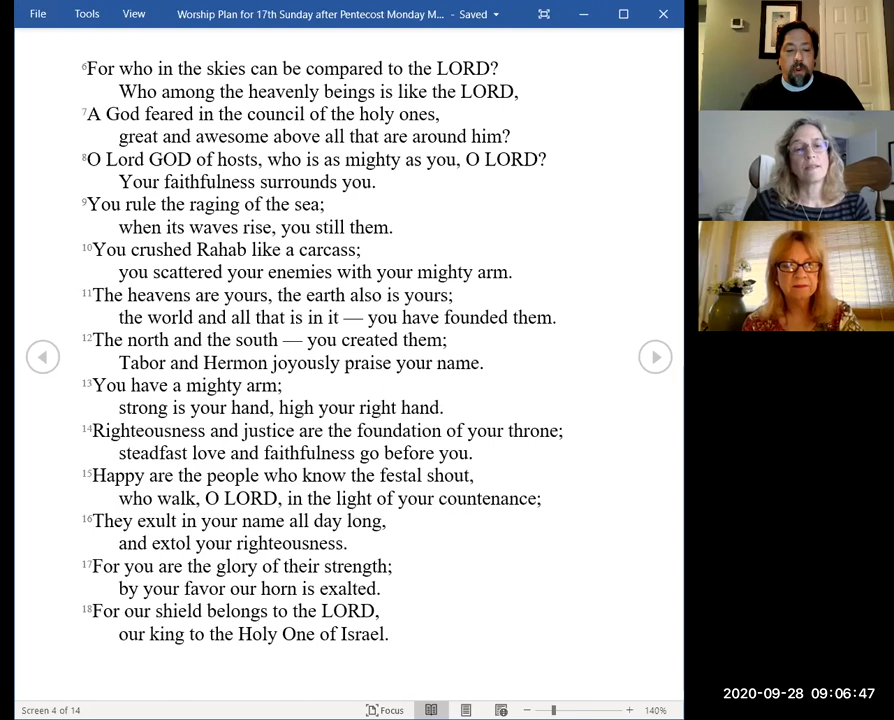 File Tools View Worship Plan for 17th Sunday after Pentecost Monday M... - Saved
6For who in the skies can be compared to the LORD?
Who among the heavenly beings is like the LORD,
7A God feared in the council of the holy ones,
great and awesome above all that are around him?
8O Lord GOD of hosts, who is as mighty as you, O LORD?
Your faithfulness surrounds you.
9You rule the raging of the sea;
when its waves rise, you still them.
10You crushed Rahab like a carcass;
you scattered your enemies with your mighty arm.
11The heavens are yours, the earth also is yours;
the world and all that is in it — you have founded them.
12The north and the south — you created them;
Tabor and Hermon joyously praise your name.
13You have a mighty arm;
strong is your hand, high your right hand.
14Righteousness and justice are the foundation of your throne;
steadfast love and faithfulness go before you.
15Happy are the people who know the festal shout,
who walk, O LORD, in the light of your countenance;
16They exult in your name all day long,
and extol your righteousness.
17For you are the glory of their strength;
by your favor our horn is exalted.
18For our shield belongs to the LORD,
our king to the Holy One of Israel.
2020-09-28 09:06:47
Screen 4 of 14 Focus 140%